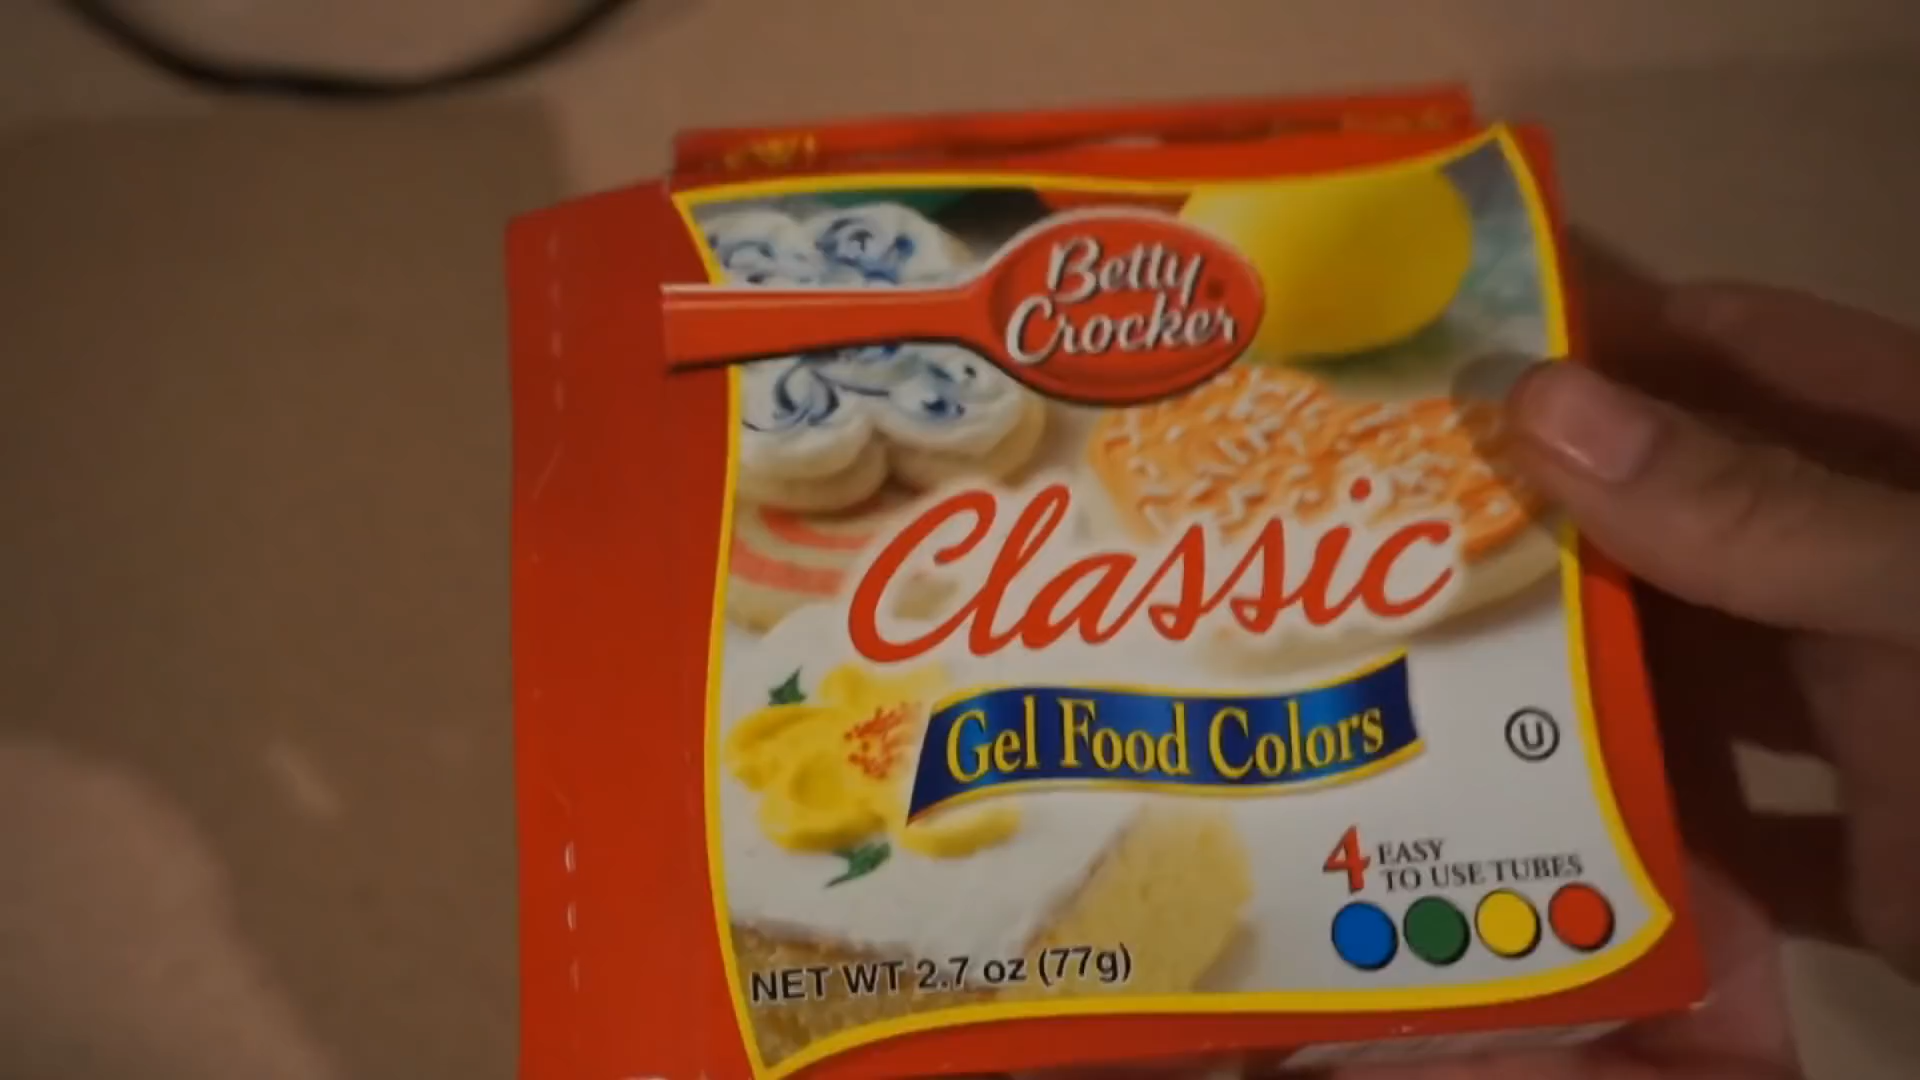 Betty
Crocker
Classic
Gel Food Colors
U
4 EASY
TO USE TUBES
NET WT 2.7 oz (77g)